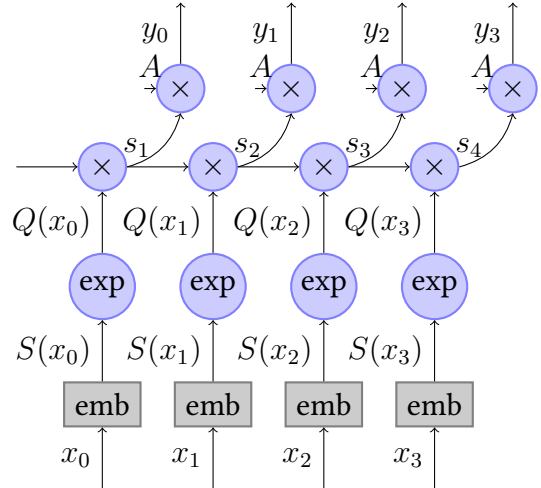 y₀ y₁ y₂ y₃
A A A A
× × × ×
s₁ s₂ s₃ s₄
× × × ×
Q(x₀) Q(x₁) Q(x₂) Q(x₃)
exp exp exp exp
S(x₀) S(x₁) S(x₂) S(x₃)
emb emb emb emb
x₀ x₁ x₂ x₃